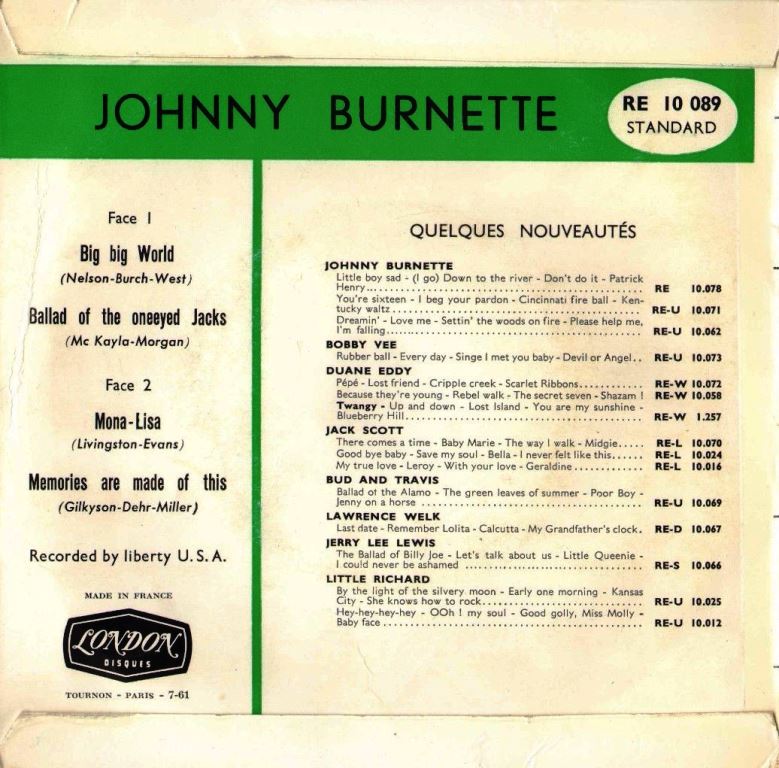 JOHNNY BURNETTE
RE 10 089
STANDARD
Face 1
Big big World
(Nelson-Burch-West)
Ballad of the oneeyed Jacks
(Mc Kayla-Morgan)
Face 2
Mona-Lisa
(Livingston-Evans)
Memories are made of this
(Gilkyson-Dehr-Miller)
Recorded by liberty U.S.A.
MADE IN FRANCE
LONDON
DISQUES
TOURNON - PARIS - 7-61
QUELQUES NOUVEAUTÉS
JOHNNY BURNETTE
Little boy sad - (I go) Down to the river - Don't do it - Patrick
Henry........ RE 10.078
You're sixteen - I beg your pardon - Cincinnati fire ball - Ken-
tucky waltz........ RE-U 10.071
Dreamin' - Love me - Settin' the woods on fire - Please help me,
I'm falling........ RE-U 10.062
BOBBY VEE
Rubber ball - Every day - Singe I met you baby - Devil or Angel.. RE-U 10.073
DUANE EDDY
Pépé - Lost friend - Cripple creek - Scarlet Ribbons........ RE-W 10.072
Because they're young - Rebel walk - The secret seven - Shazam ! RE-W 10.058
Twangy - Up and down - Lost Island - You are my sunshine -
Blueberry Hill........ RE-W 1.257
JACK SCOTT
There comes a time - Baby Marie - The way I walk - Midgie..... RE-L 10.070
Good bye baby - Save my soul - Bella - I never felt like this...... RE-L 10.024
My true love - Leroy - With your love - Geraldine........ RE-L 10.016
BUD AND TRAVIS
Ballad of the Alamo - The green leaves of summer - Poor Boy -
Jenny on a horse ........ RE-U 10.069
LAWRENCE WELK
Last date - Remember Lolita - Calcutta - My Grandfather's clock. RE-D 10.067
JERRY LEE LEWIS
The Ballad of Billy Joe - Let's talk about us - Little Queenie -
I could never be ashamed ........ RE-S 10.066
LITTLE RICHARD
By the light of the silvery moon - Early one morning - Kansas
City - She knows how to rock........ RE-U 10.025
Hey-hey-hey-hey - OOh ! my soul - Good golly, Miss Molly -
Baby face ........ RE-U 10.012